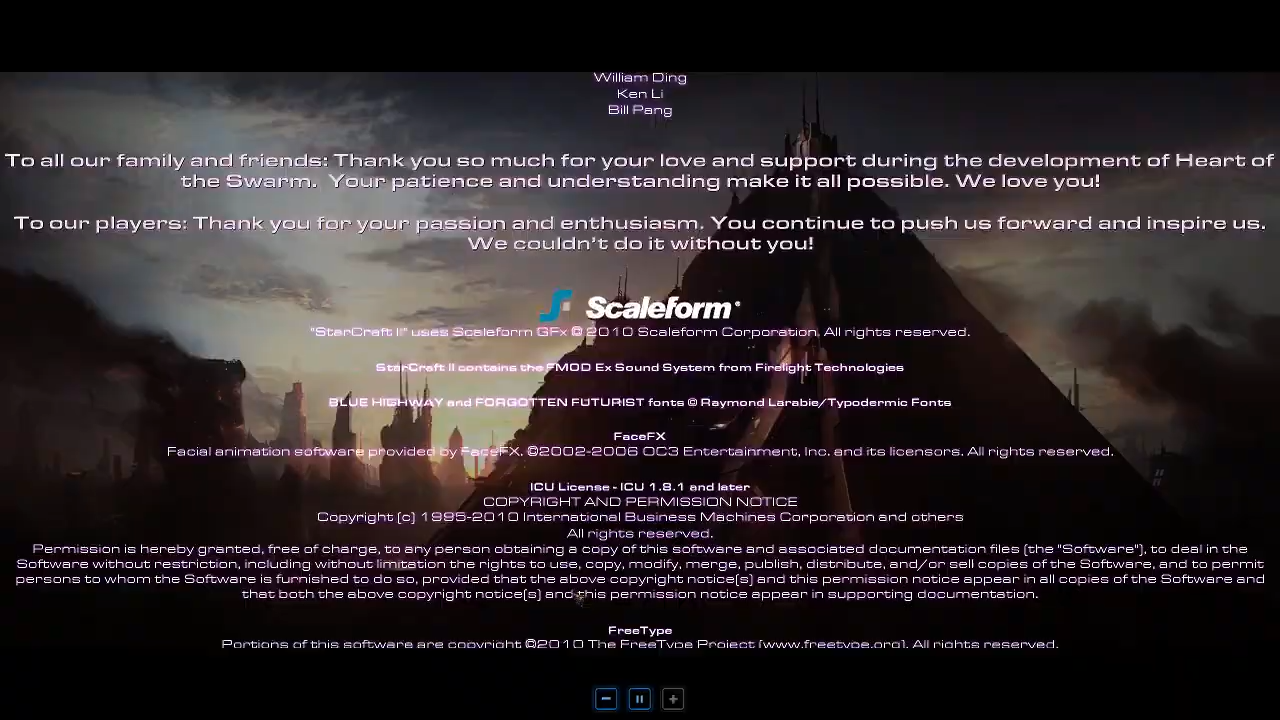 William Ding
Ken Li
Bill Pang
To all our family and friends: Thank you so much for your love and support during the development of Heart of
the Swarm.  Your patience and understanding make it all possible. We love you!
To our players: Thank you for your passion and enthusiasm. You continue to push us forward and inspire us.
We couldn't do it without you!
Scaleform®
"StarCraft II" uses Scaleform GFx © 2010 Scaleform Corporation. All rights reserved.
StarCraft II contains the FMOD Ex Sound System from Firelight Technologies
BLUE HIGHWAY and FORGOTTEN FUTURIST fonts © Raymond Larabie/Typodermic Fonts
FaceFX
Facial animation software provided by FaceFX. ©2002-2006 OC3 Entertainment, Inc. and its licensors. All rights reserved.
ICU License - ICU 1.8.1 and later
COPYRIGHT AND PERMISSION NOTICE
Copyright (c) 1995-2010 International Business Machines Corporation and others
All rights reserved.
Permission is hereby granted, free of charge, to any person obtaining a copy of this software and associated documentation files (the "Software"), to deal in the
Software without restriction, including without limitation the rights to use, copy, modify, merge, publish, distribute, and/or sell copies of the Software, and to permit
persons to whom the Software is furnished to do so, provided that the above copyright notice(s) and this permission notice appear in all copies of the Software and
that both the above copyright notice(s) and this permission notice appear in supporting documentation.
FreeType
Portions of this software are copyright ©2010 The FreeType Project (www.freetype.org). All rights reserved.